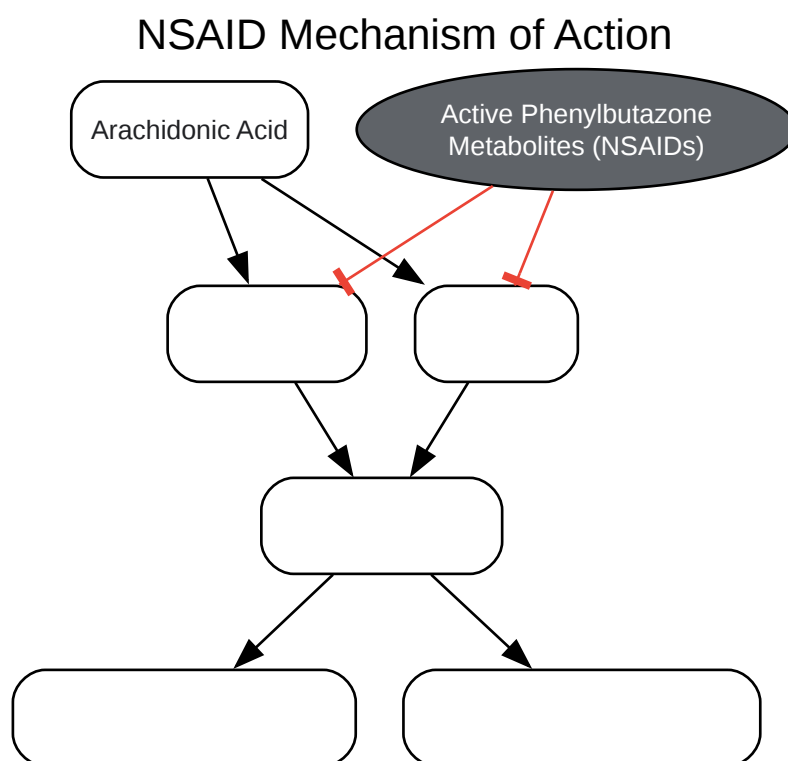 NSAID Mechanism of Action
Arachidonic Acid
Active Phenylbutazone
Metabolites (NSAIDs)